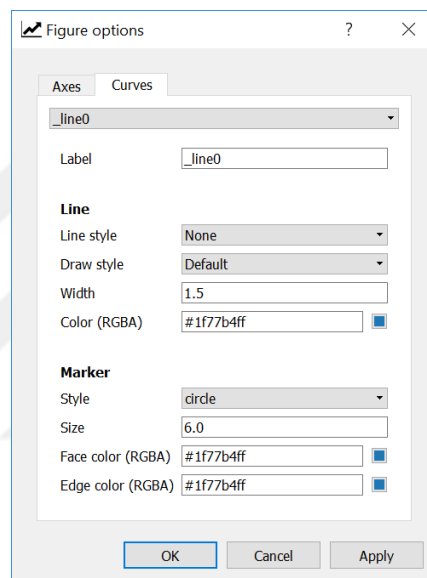 Figure options ?
Axes Curves
_line0
Label _line0
Line
Line style None
Draw style Default
Width 1.5
Color (RGBA) #1f77b4ff
Marker
Style circle
Size 6.0
Face color (RGBA) #1f77b4ff
Edge color (RGBA) #1f77b4ff
OK Cancel Apply